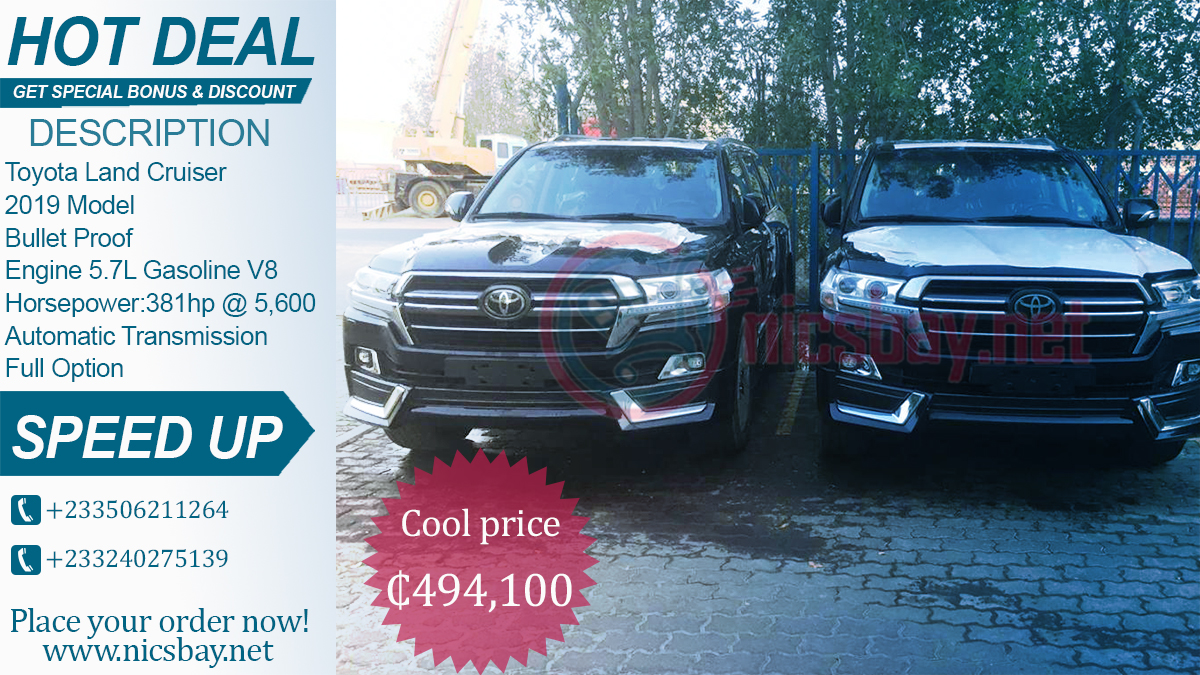 HOT DEAL
GET SPECIAL BONUS & DISCOUNT
DESCRIPTION
Toyota Land Cruiser
2019 Model
Bullet Proof
Engine 5.7L Gasoline V8
Horsepower:381hp @ 5,600
Automatic Transmission
Full Option
SPEED UP
+233506211264
+233240275139
Place your order now!
www.nicsbay.net
nicsbay.net
Cool price
₵494,100